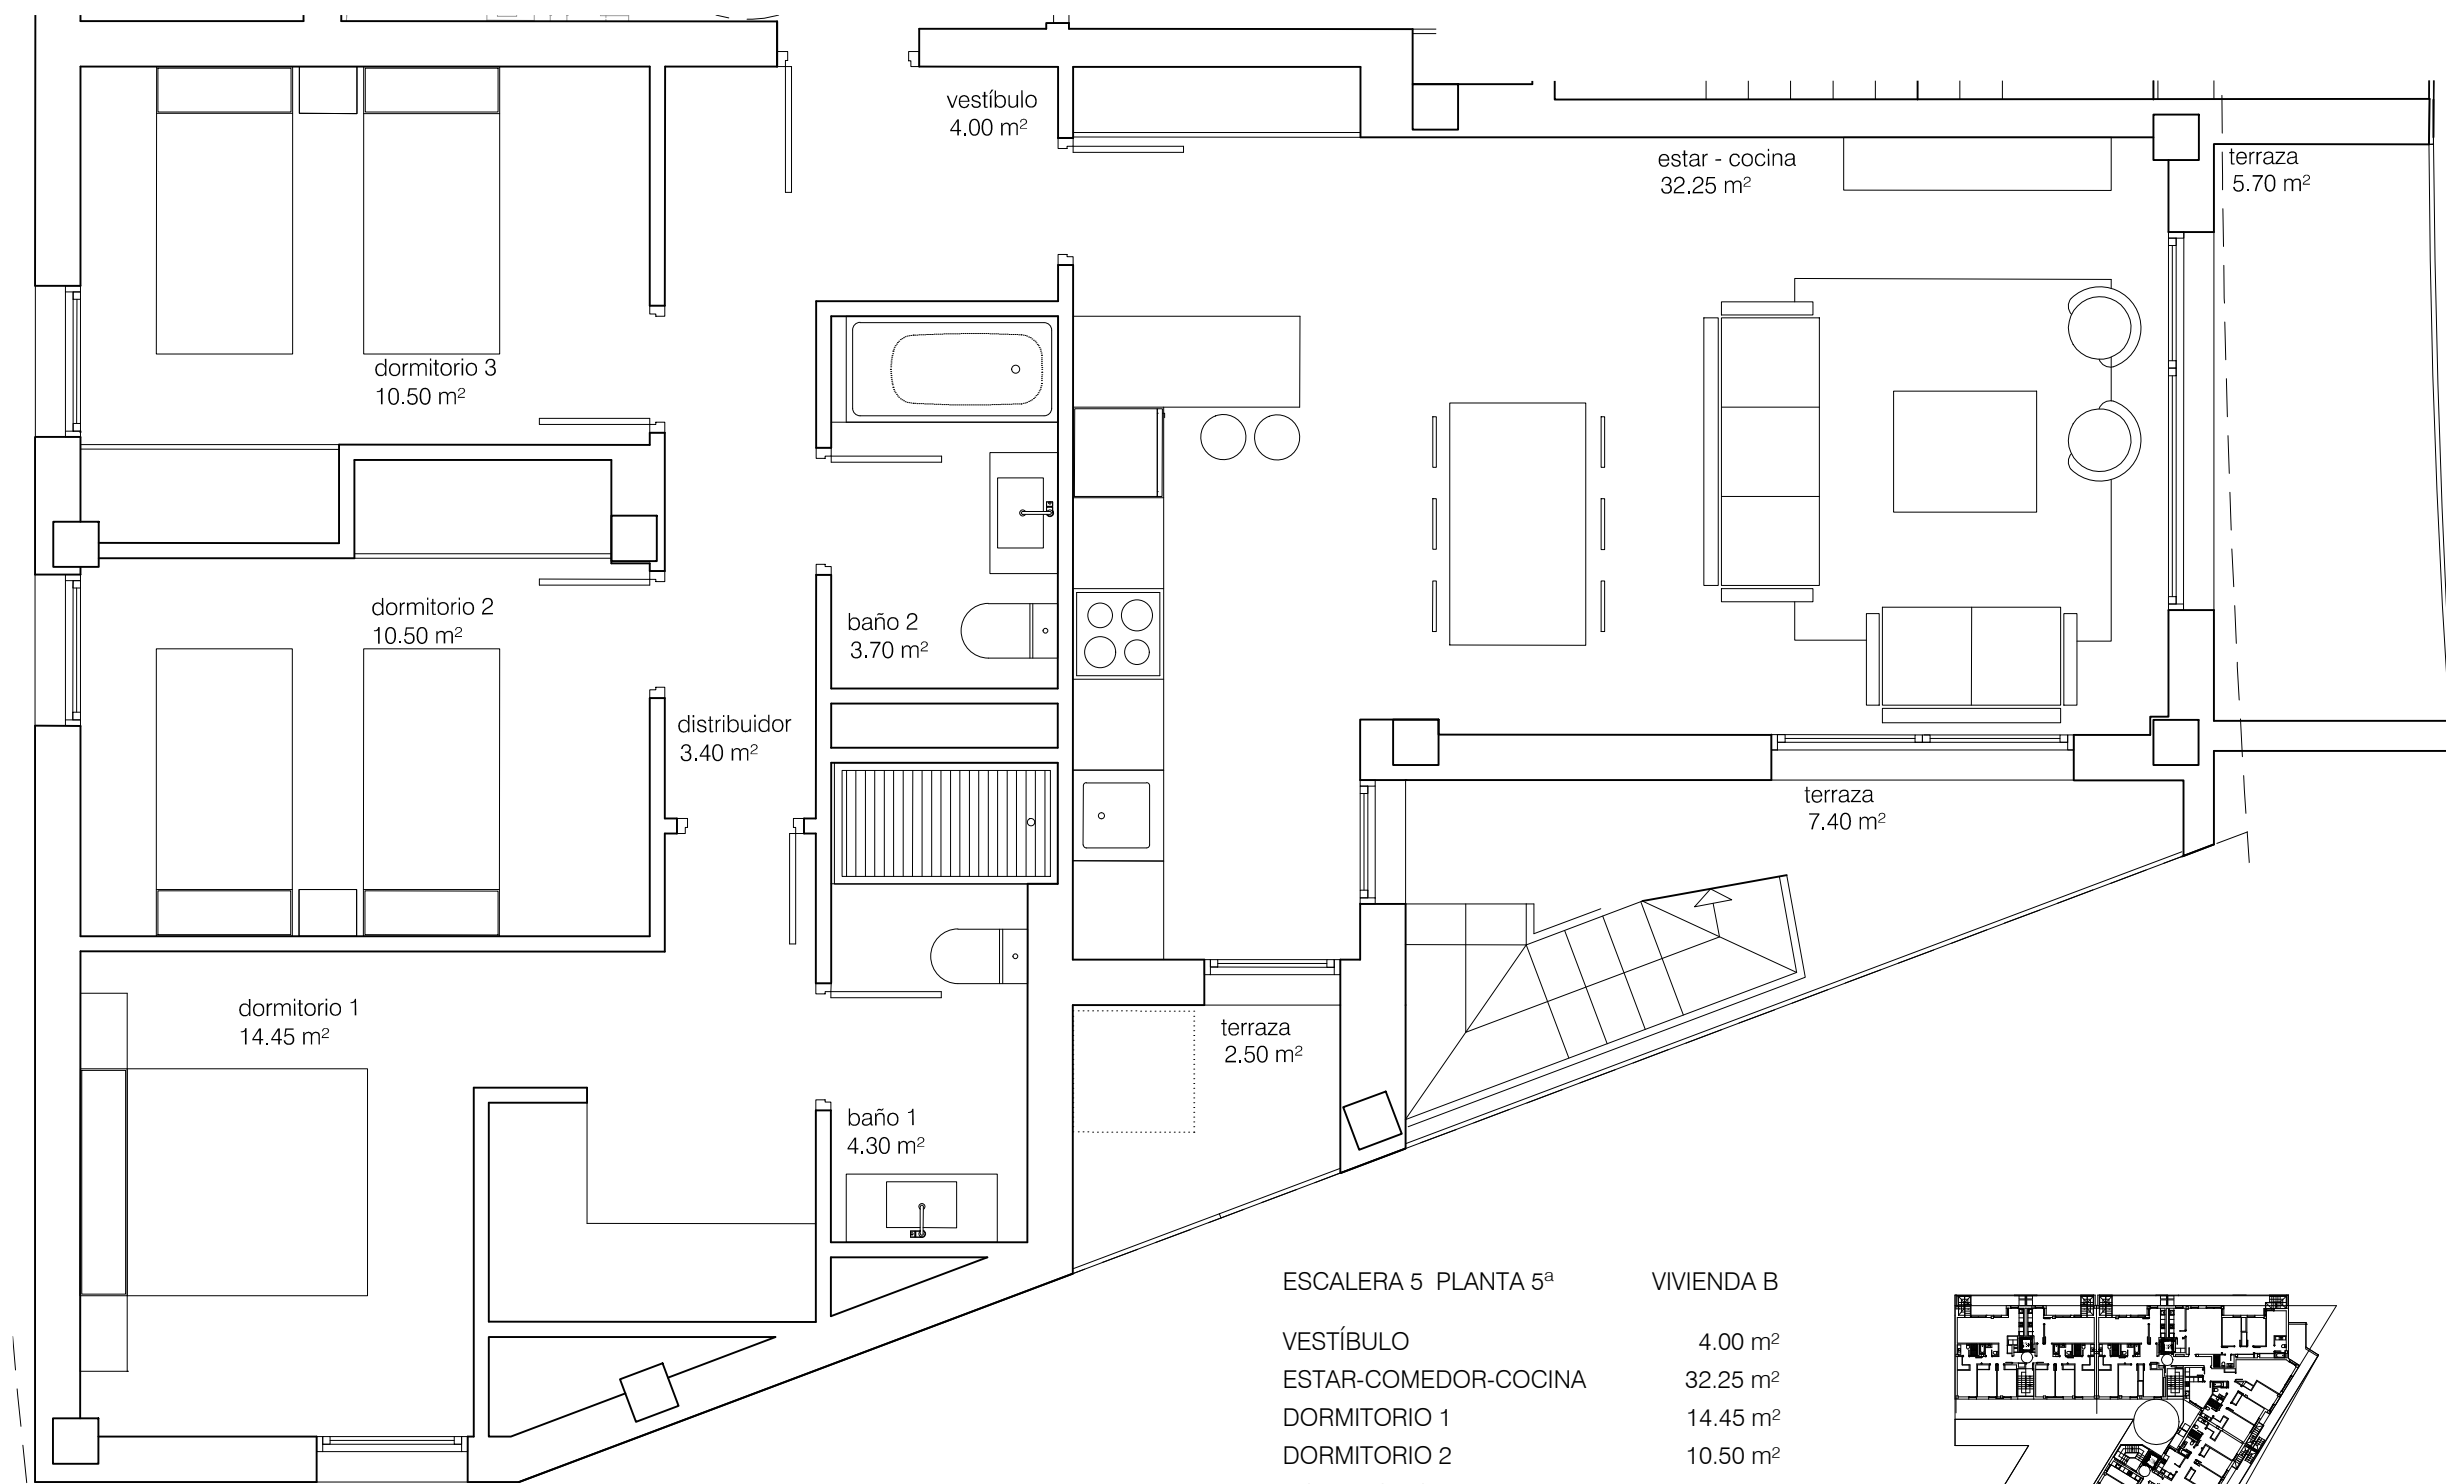 vestíbulo
4.00 m²
estar - cocina
32.25 m²
terraza
5.70 m²
dormitorio 3
10.50 m²
dormitorio 2
10.50 m²
baño 2
3.70 m²
distribuidor
3.40 m²
terraza
7.40 m²
dormitorio 1
14.45 m²
terraza
2.50 m²
baño 1
4.30 m²
ESCALERA 5 PLANTA 5ª VIVIENDA B
VESTÍBULO 4.00 m²
ESTAR-COMEDOR-COCINA 32.25 m²
DORMITORIO 1 14.45 m²
DORMITORIO 2 10.50 m²